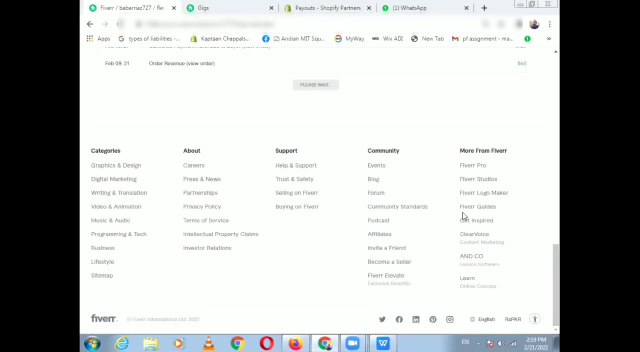 Fiverr / babarriaz727 / fiv
Gigs
Payouts - Shopify Partners
(1) WhatsApp
Apps
types of liabilities -...
Kaptaan Chappals...
(2) Andian MIT Squ...
MyWay
Wix ADI
New Tab
pf assgnment - ma...
Feb 09, 21
Order Revenue (view order)
PLEASE WAIT..
Categories
Graphics & Design
Digital Marketing
Writing & Translation
Video & Animation
Music & Audio
Programming & Tech
Business
Lifestyle
Sitemap
About
Careers
Press & News
Partnerships
Privacy Policy
Terms of Service
Intellectual Property Claims
Investor Relations
Support
Help & Support
Trust & Safety
Selling on Fiverr
Buying on Fiverr
Community
Events
Blog
Forum
Community Standards
Podcast
Affiliates
Invite a Friend
Become a Seller
Fiverr Elevate
Exclusive Benefits
More From Fiverr
Fiverr Pro
Fiverr Studios
Fiverr Logo Maker
Fiverr Guides
Get Inspired
ClearVoice
Content Marketing
AND CO
Invoice Software
Learn
Online Courses
fiverr.
© Fiverr International Ltd. 2021
English
Rs PKR
EN
2:09 PM
2/21/2021